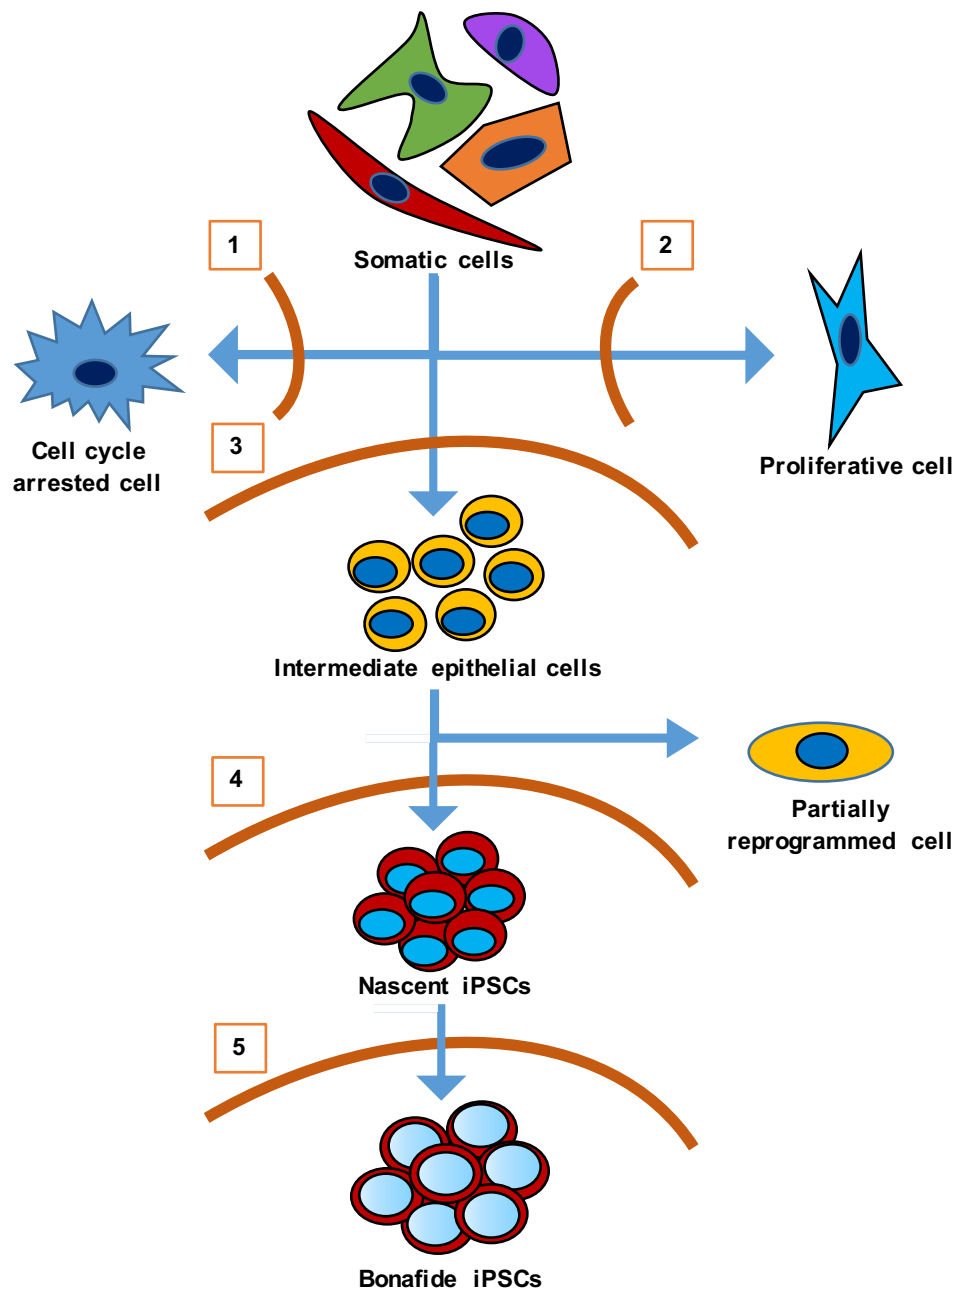 1
2
Somatic cells
3
Cell cycle
arrested cell
Proliferative cell
Intermediate epithelial cells
4
Partially
reprogrammed cell
Nascent iPSCs
5
Bonafide iPSCs